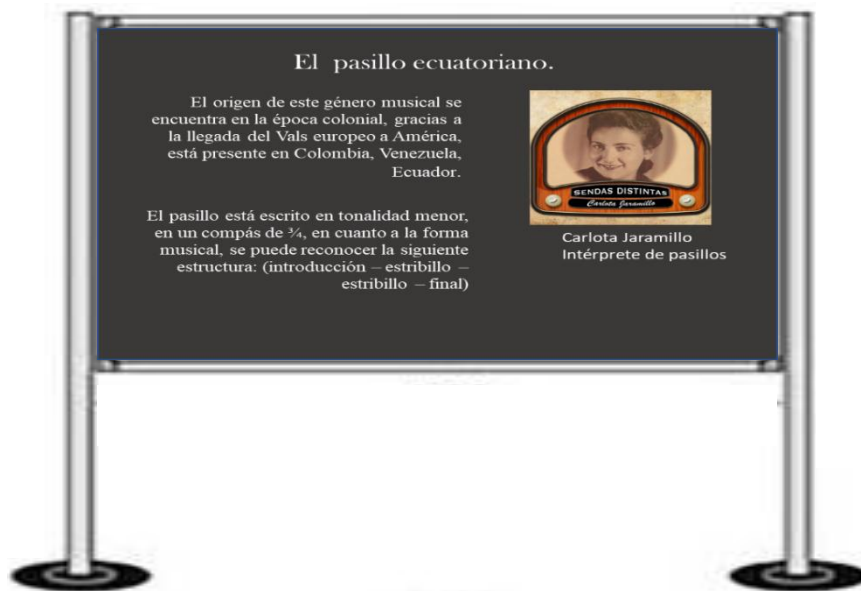 El pasillo ecuatoriano.
El origen de este género musical se
encuentra en la época colonial, gracias a
la llegada del Vals europeo a América,
está presente en Colombia, Venezuela,
Ecuador.
El pasillo está escrito en tonalidad menor,
en un compás de ¾, en cuanto a la forma
musical, se puede reconocer la siguiente
estructura: (introducción – estribillo –
estribillo – final)
SENDAS DISTINTAS
Carlota Jaramillo
Carlota Jaramillo
Intérprete de pasillos